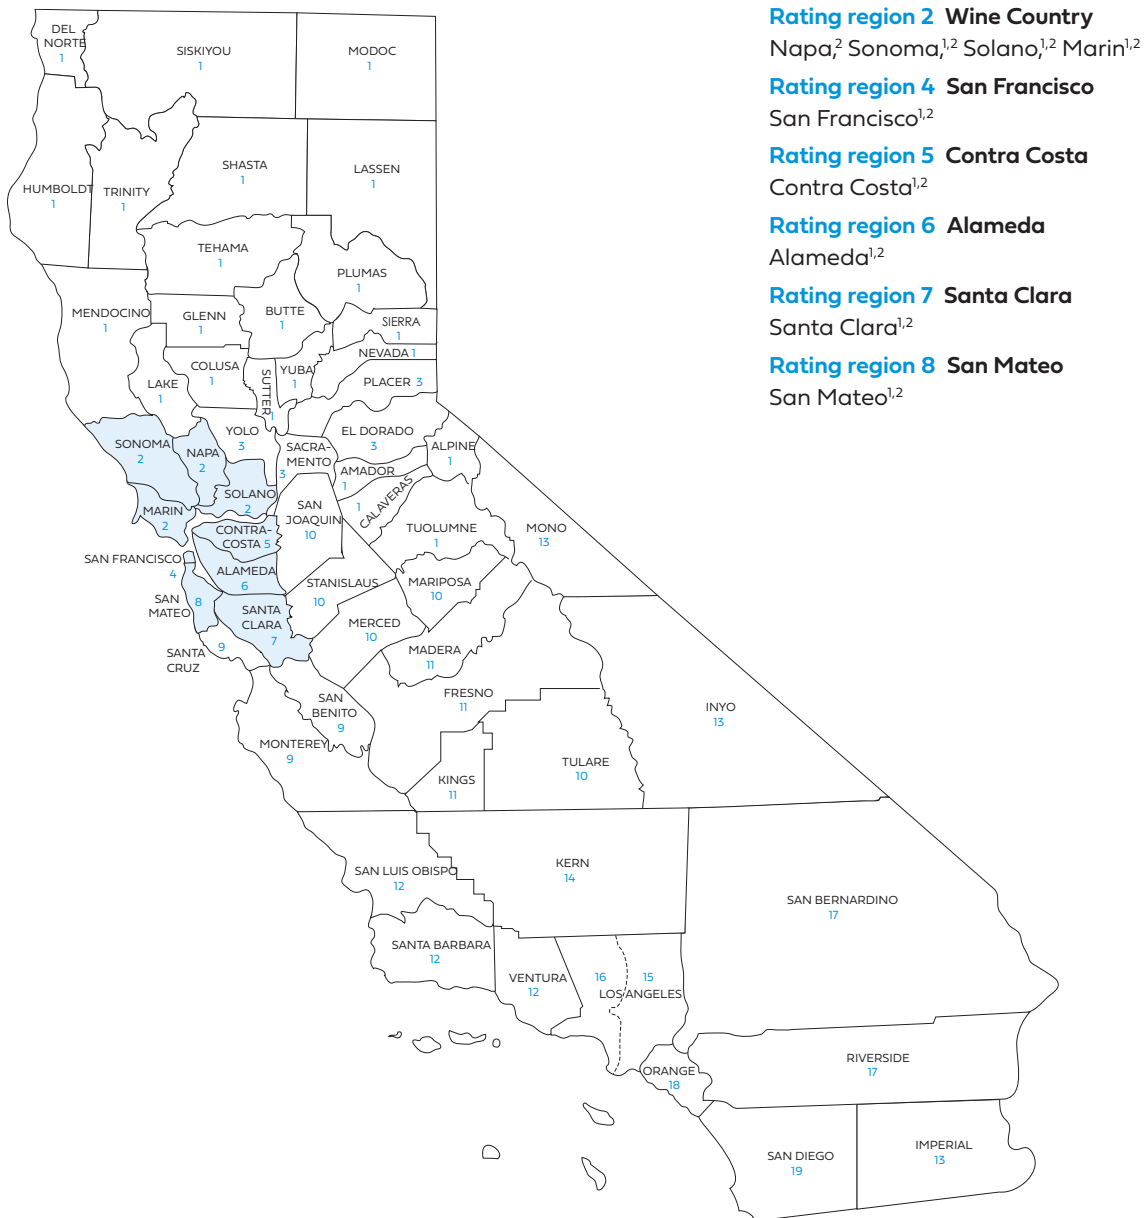 Rating region 2 Wine Country
Napa,² Sonoma,¹,² Solano,¹,² Marin¹,²
Rating region 4 San Francisco
San Francisco¹,²
Rating region 5 Contra Costa
Contra Costa¹,²
Rating region 6 Alameda
Alameda¹,²
Rating region 7 Santa Clara
Santa Clara¹,²
Rating region 8 San Mateo
San Mateo¹,²
DEL
NORTE
1
SISKIYOU
1
MODOC
1
SHASTA
1
LASSEN
1
HUMBOLDT
1
TRINITY
1
TEHAMA
1
PLUMAS
1
MENDOCINO
1
GLENN
1
BUTTE
1
SIERRA
1
NEVADA 1
COLUSA
1
SUTTER
1
YUBA
1
PLACER 3
LAKE
1
SONOMA
2
NAPA
2
YOLO
3
SACRA-
MENTO
3
EL DORADO
3
ALPINE
1
AMADOR
1
CALAVERAS
1
SOLANO
2
MARIN
2
SAN
JOAQUIN
10
TUOLUMNE
1
MONO
13
CONTRA-
COSTA 5
SAN FRANCISCO
4
ALAMEDA
6
STANISLAUS
10
MARIPOSA
10
SAN
MATEO
8
SANTA
CLARA
7
MERCED
10
MADERA
11
SANTA
CRUZ
9
FRESNO
11
SAN
BENITO
9
INYO
13
MONTEREY
9
TULARE
10
KINGS
11
SAN LUIS OBISPO
12
KERN
14
SAN BERNARDINO
17
SANTA BARBARA
12
VENTURA
12
16
15
LOS ANGELES
RIVERSIDE
17
ORANGE
18
SAN DIEGO
19
IMPERIAL
13